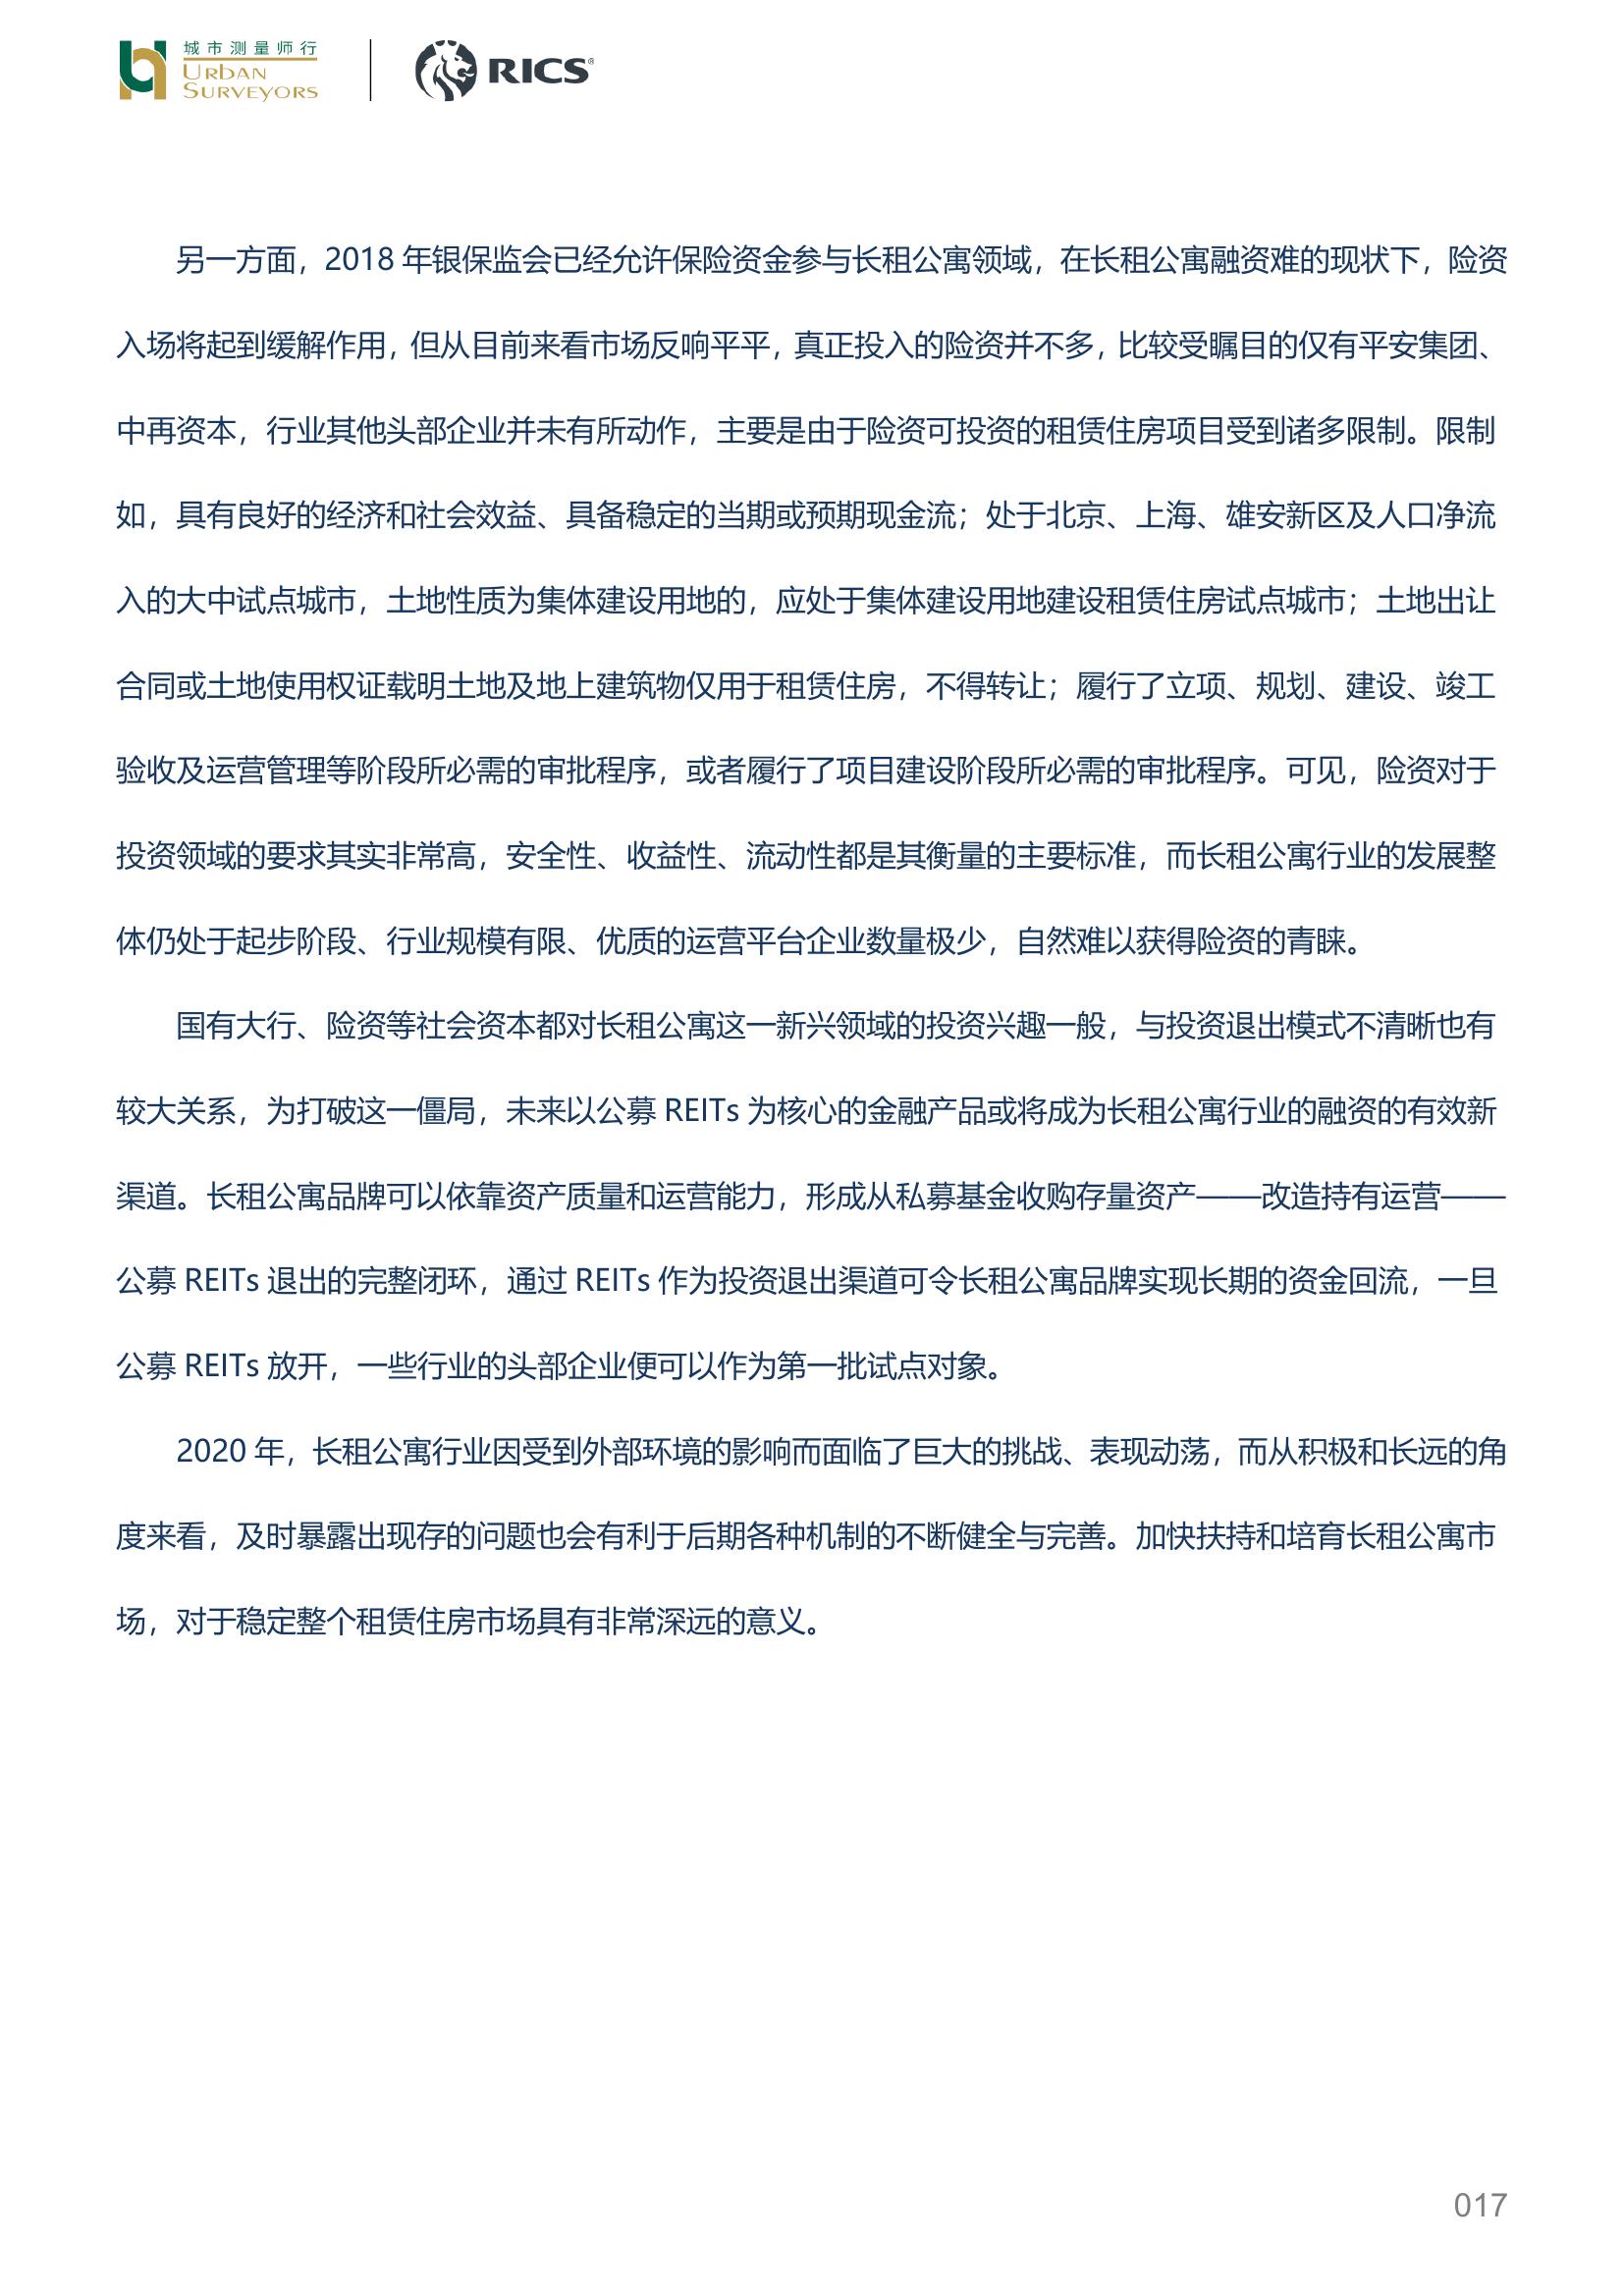 城市测量师行
URBAN
SURVEYORS
RICS®
另一方面，2018 年银保监会已经允许保险资金参与长租公寓领域，在长租公寓融资难的现状下，险资
入场将起到缓解作用，但从目前来看市场反响平平，真正投入的险资并不多，比较受瞩目的仅有平安集团、
中再资本，行业其他头部企业并未有所动作，主要是由于险资可投资的租赁住房项目受到诸多限制。限制
如，具有良好的经济和社会效益、具备稳定的当期或预期现金流；处于北京、上海、雄安新区及人口净流
入的大中试点城市，土地性质为集体建设用地的，应处于集体建设用地建设租赁住房试点城市；土地出让
合同或土地使用权证载明土地及地上建筑物仅用于租赁住房，不得转让；履行了立项、规划、建设、竣工
验收及运营管理等阶段所必需的审批程序，或者履行了项目建设阶段所必需的审批程序。可见，险资对于
投资领域的要求其实非常高，安全性、收益性、流动性都是其衡量的主要标准，而长租公寓行业的发展整
体仍处于起步阶段、行业规模有限、优质的运营平台企业数量极少，自然难以获得险资的青睐。
国有大行、险资等社会资本都对长租公寓这一新兴领域的投资兴趣一般，与投资退出模式不清晰也有
较大关系，为打破这一僵局，未来以公募 REITs 为核心的金融产品或将成为长租公寓行业的融资的有效新
渠道。长租公寓品牌可以依靠资产质量和运营能力，形成从私募基金收购存量资产——改造持有运营——
公募 REITs 退出的完整闭环，通过 REITs 作为投资退出渠道可令长租公寓品牌实现长期的资金回流，一旦
公募 REITs 放开，一些行业的头部企业便可以作为第一批试点对象。
2020 年，长租公寓行业因受到外部环境的影响而面临了巨大的挑战、表现动荡，而从积极和长远的角
度来看，及时暴露出现存的问题也会有利于后期各种机制的不断健全与完善。加快扶持和培育长租公寓市
场，对于稳定整个租赁住房市场具有非常深远的意义。
017